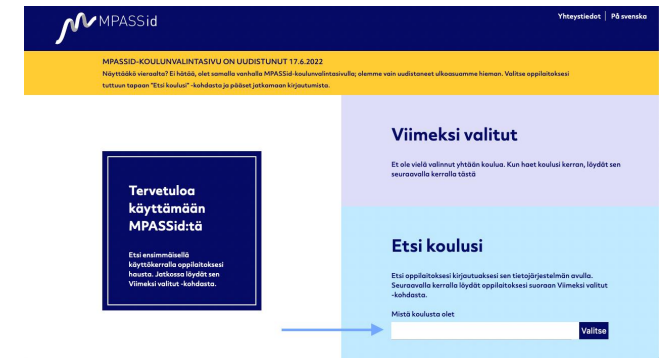 MPASSid
Yhteystiedot | På svenska
MPASSID-KOULUNVALINTASIVU ON UUDISTUNUT 17.6.2022
Näyttääkö vieraalta? Ei hätää, olet samalla vanhalla MPASSid-koulunvalintasivulla; olemme vain uudistaneet ulkoasuamme hieman. Valitse oppilaitoksesi
tuttuun tapaan "Etsi koulusi" -kohdasta ja pääset jatkamaan kirjautumista.
Viimeksi valitut
Et ole vielä valinnut yhtään koulua. Kun haet koulusi kerran, löydät sen
seuraavalla kerralla tästä
Tervetuloa
käyttämään
MPASSid:tä
Etsi ensimmäisellä
käyttökerralla oppilaitoksesi
hausta. Jatkossa löydät sen
Viimeksi valitut -kohdasta.
Etsi koulusi
Etsi oppilaitoksesi kirjautuaksesi sen tietojärjestelmän avulla.
Seuraavalla kerralla löydät oppilaitoksesi suoraan Viimeksi valitut
-kohdasta.
Mistä koulusta olet
Valitse